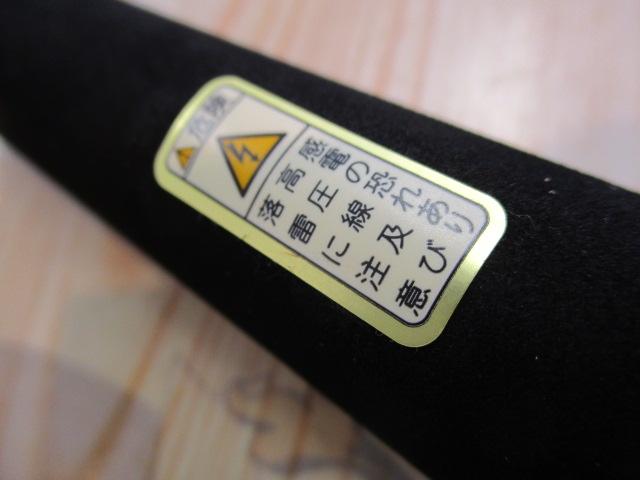 危険
感電の恐れあり
高圧線及び
落雷に注意